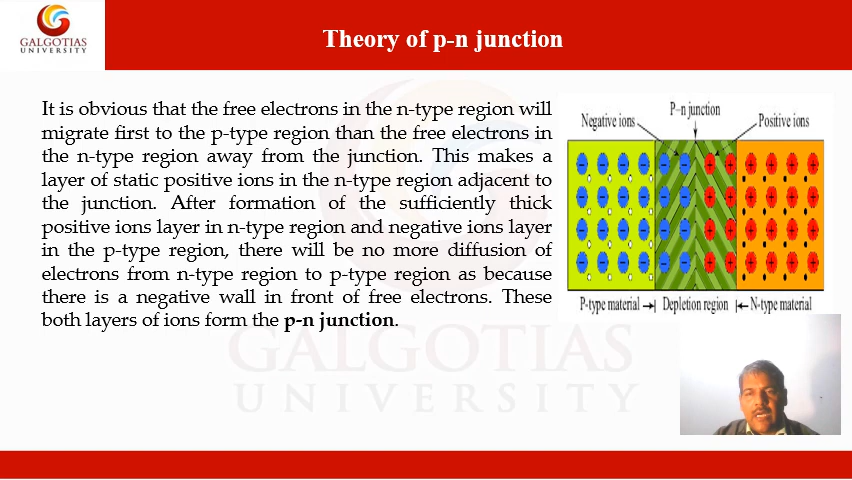 GALGOTIAS
UNIVERSITY
Theory of p-n junction
It is obvious that the free electrons in the n-type region will
migrate first to the p-type region than the free electrons in
the n-type region away from the junction. This makes a
layer of static positive ions in the n-type region adjacent to
the junction. After formation of the sufficiently thick
positive ions layer in n-type region and negative ions layer
in the p-type region, there will be no more diffusion of
electrons from n-type region to p-type region as because
there is a negative wall in front of free electrons. These
both layers of ions form the p-n junction.
P–n junction
Negative ions
Positive ions
P-type material
Depletion region
N-type material
GALGOTIAS
UNIVERSITY